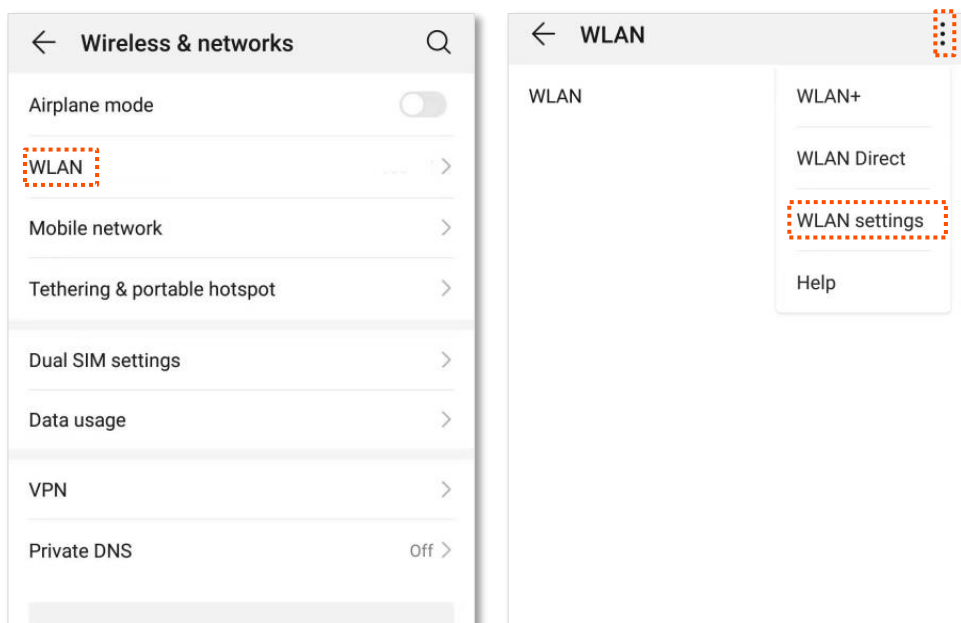 Wireless & networks
Airplane mode
WLAN
Mobile network
Tethering & portable hotspot
Dual SIM settings
Data usage
VPN
Private DNS Off
WLAN
WLAN
WLAN+
WLAN Direct
WLAN settings
Help